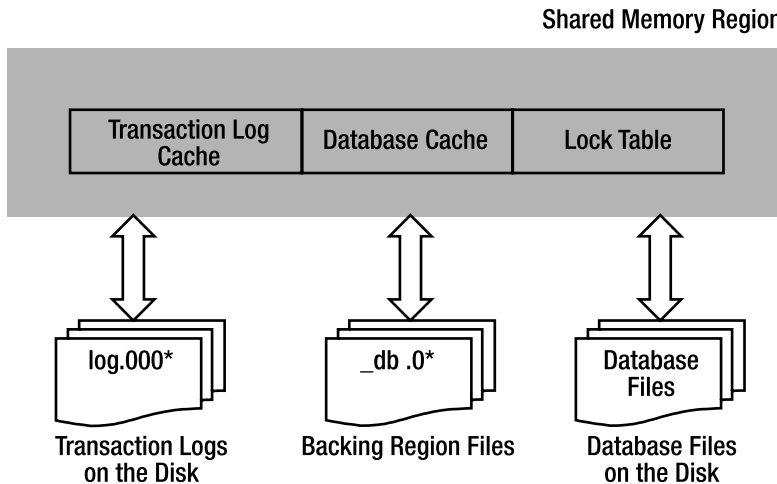 Shared Memory Region
Transaction Log
Cache
Database Cache
Lock Table
log.000*
_db .0*
Database
Files
Transaction Logs
on the Disk
Backing Region Files
Database Files
on the Disk